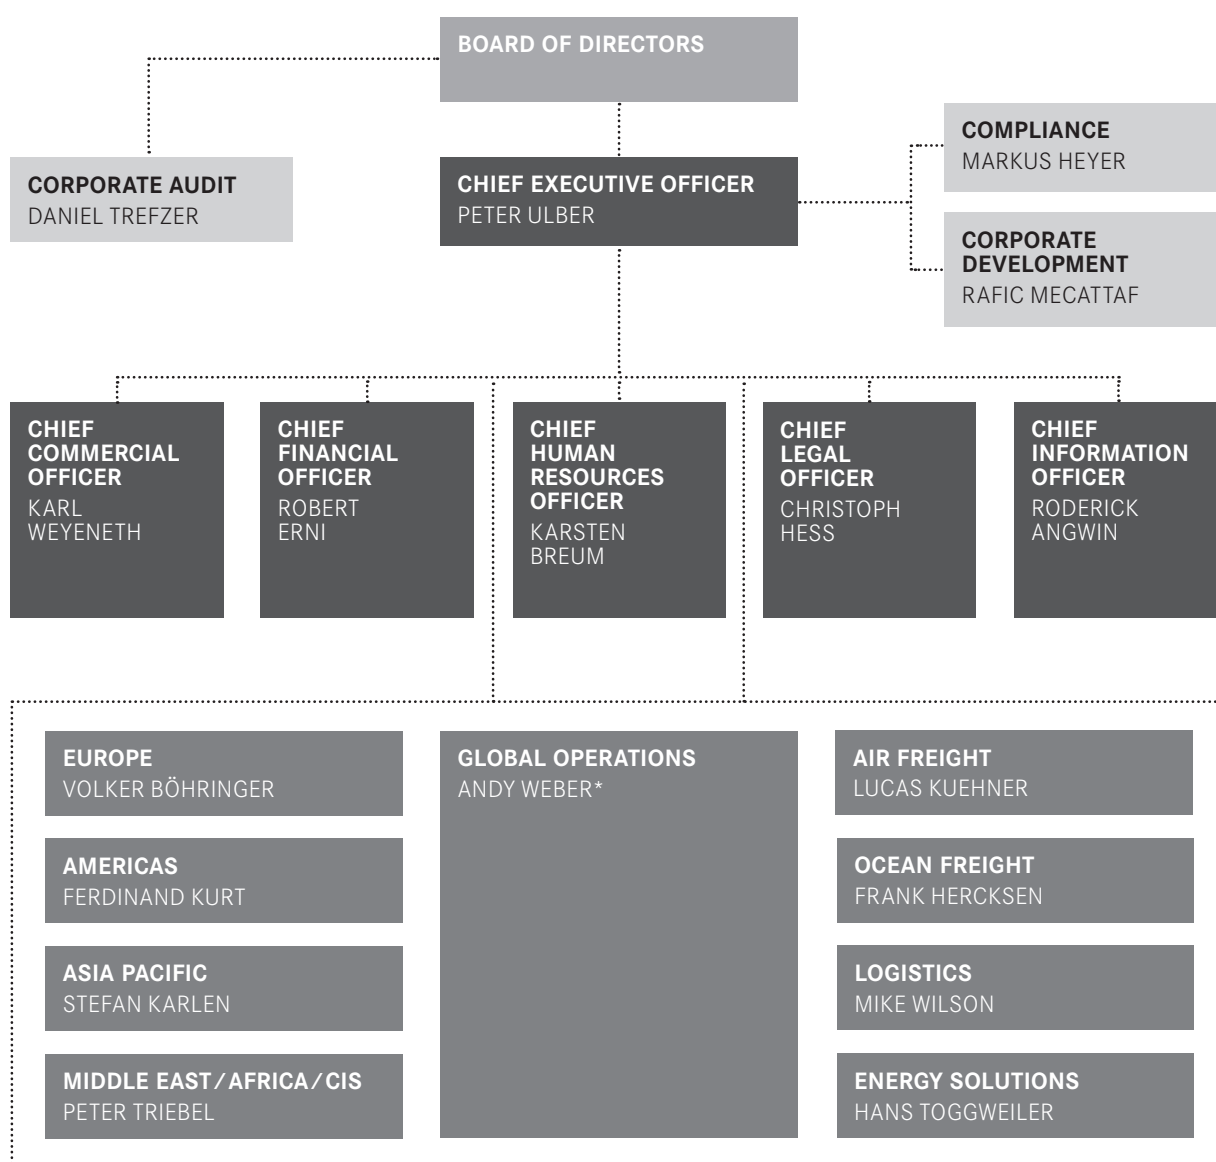 BOARD OF DIRECTORS
COMPLIANCE
MARKUS HEYER
CORPORATE AUDIT
DANIEL TREFZER
CHIEF EXECUTIVE OFFICER
PETER ULBER
CORPORATE
DEVELOPMENT
RAFIC MECATTAF
CHIEF
COMMERCIAL
OFFICER
KARL
WEYENETH
CHIEF
FINANCIAL
OFFICER
ROBERT
ERNI
CHIEF
HUMAN
RESOURCES
OFFICER
KARSTEN
BREUM
CHIEF
LEGAL
OFFICER
CHRISTOPH
HESS
CHIEF
INFORMATION
OFFICER
RODERICK
ANGWIN
EUROPE
VOLKER BÖHRINGER
AMERICAS
FERDINAND KURT
ASIA PACIFIC
STEFAN KARLEN
MIDDLE EAST/AFRICA/CIS
PETER TRIEBEL
GLOBAL OPERATIONS
ANDY WEBER*
AIR FREIGHT
LUCAS KUEHNER
OCEAN FREIGHT
FRANK HERCKSEN
LOGISTICS
MIKE WILSON
ENERGY SOLUTIONS
HANS TOGGWEILER